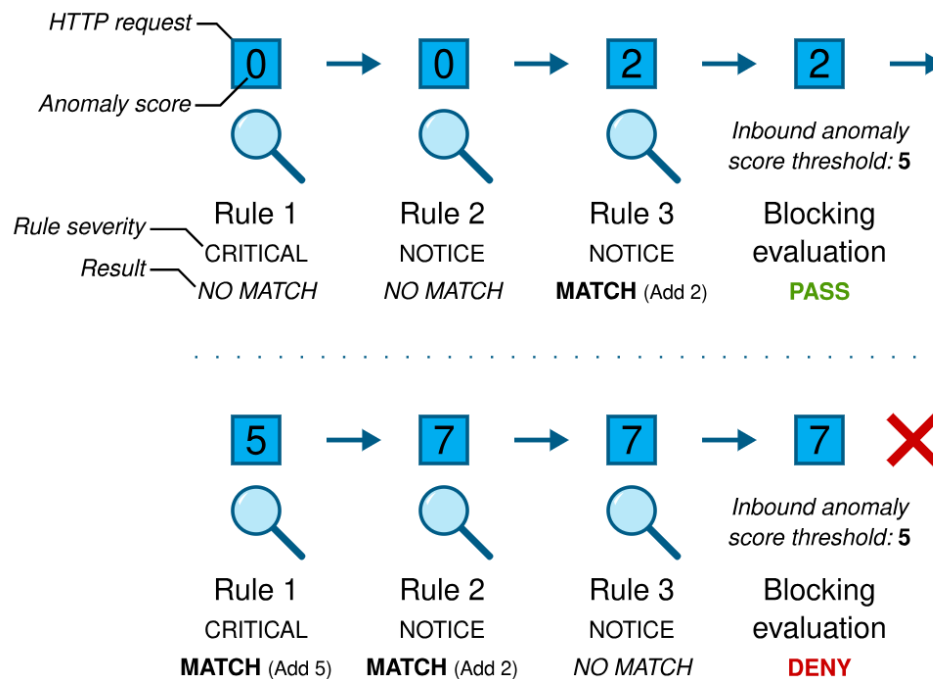 HTTP request
0 0 2 2
Anomaly score
Inbound anomaly
score threshold: 5
Rule 1 Rule 2 Rule 3 Blocking
Rule severity
CRITICAL NOTICE NOTICE evaluation
Result
NO MATCH NO MATCH MATCH (Add 2) PASS
5 7 7 7
Inbound anomaly
score threshold: 5
Rule 1 Rule 2 Rule 3 Blocking
CRITICAL NOTICE NOTICE evaluation
MATCH (Add 5) MATCH (Add 2) NO MATCH DENY